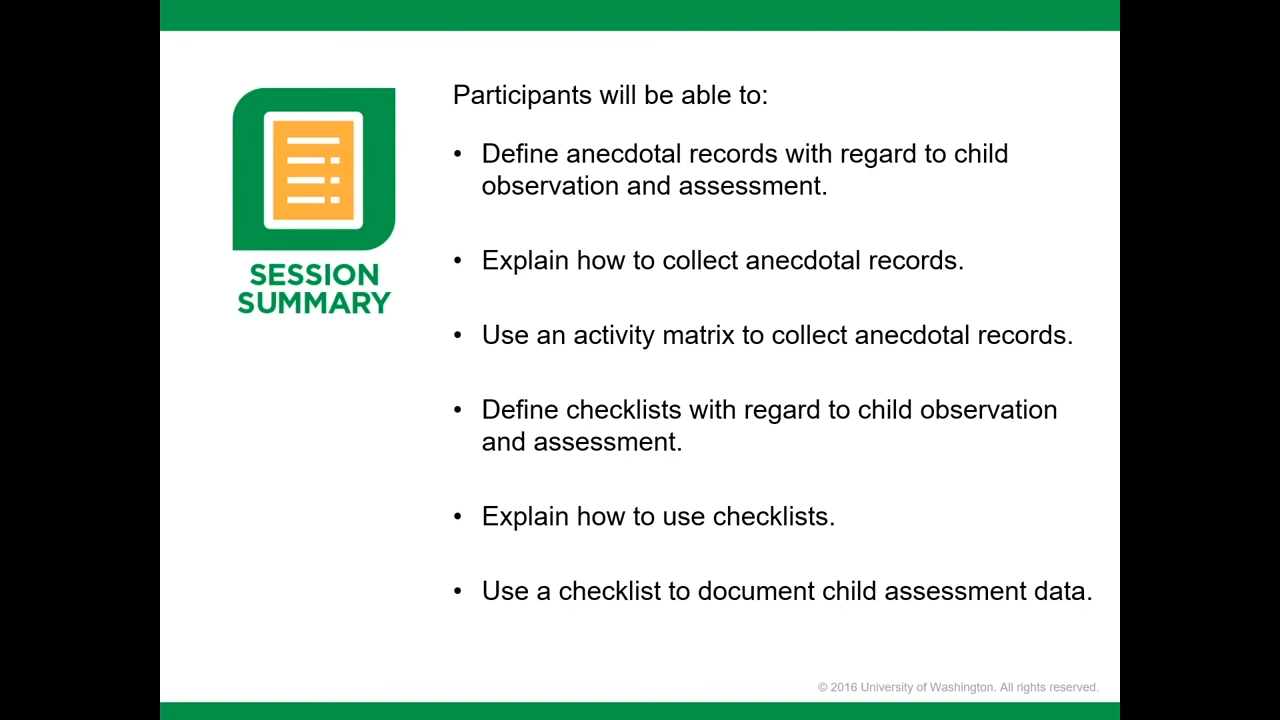 SESSION
SUMMARY
Participants will be able to:
• Define anecdotal records with regard to child
observation and assessment.
• Explain how to collect anecdotal records.
• Use an activity matrix to collect anecdotal records.
• Define checklists with regard to child observation
and assessment.
• Explain how to use checklists.
• Use a checklist to document child assessment data.
© 2016 University of Washington. All rights reserved.